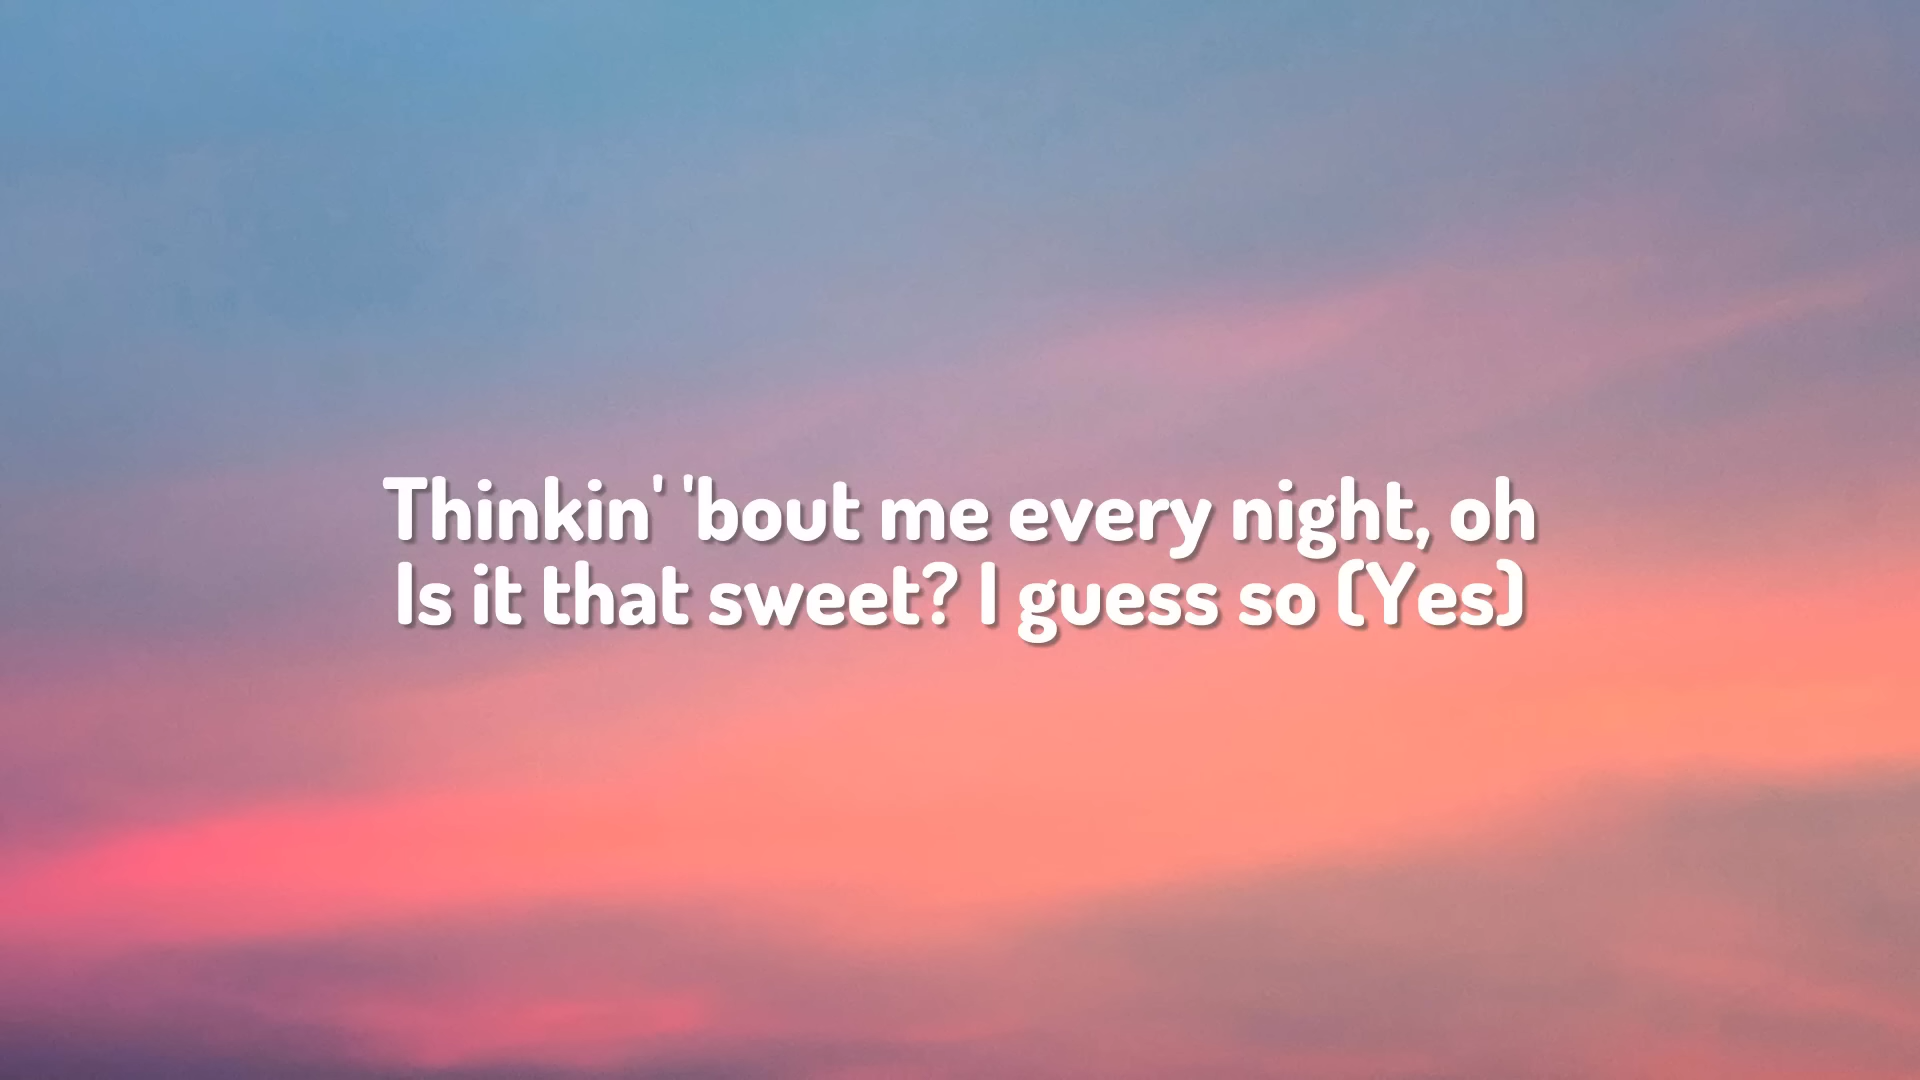 Thinkin' 'bout me every night, oh
Is it that sweet? I guess so (Yes)